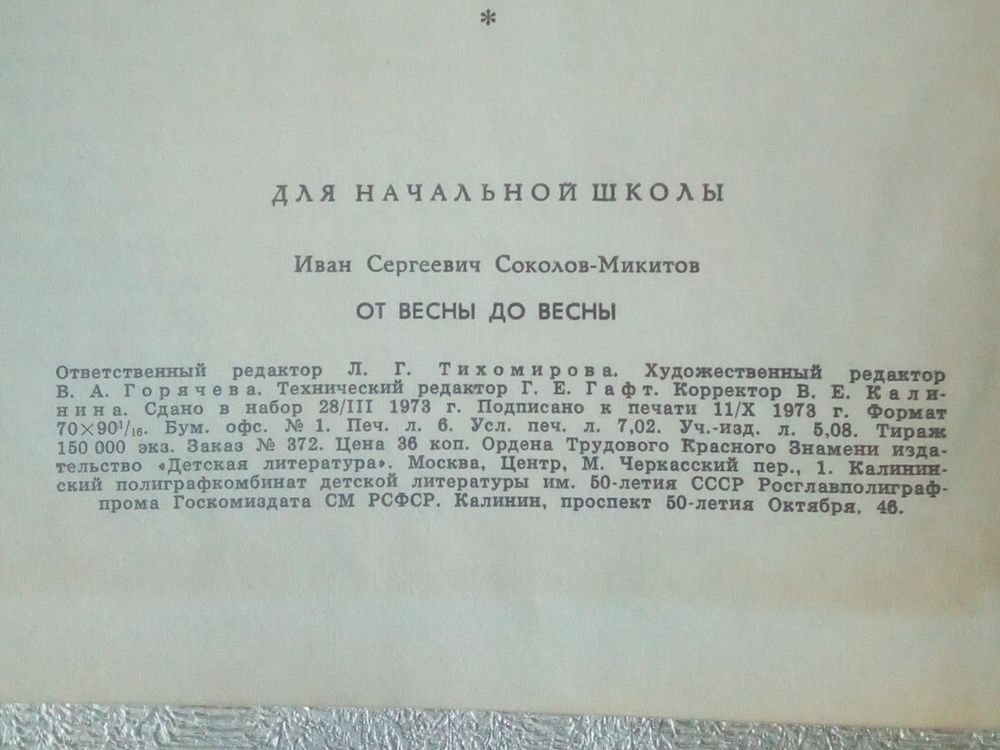 *
ДЛЯ НАЧАЛЬНОЙ ШКОЛЫ
Иван Сергеевич Соколов-Микитов
ОТ ВЕСНЫ ДО ВЕСНЫ
Ответственный редактор Л. Г. Тихомирова. Художественный редактор
В. А. Горячева. Технический редактор Г. Е. Гафт. Корректор В. Е. Кали-
нина. Сдано в набор 28/III 1973 г. Подписано к печати 11/X 1973 г. Формат
70×90¹/₁₆. Бум. офс. № 1. Печ. л. 6. Усл. печ. л. 7,02. Уч.-изд. л. 5,08. Тираж
150 000 экз. Заказ № 372. Цена 36 коп. Ордена Трудового Красного Знамени изда-
тельство «Детская литература». Москва, Центр, М. Черкасский пер., 1. Калинин-
ский полиграфкомбинат детской литературы им. 50-летия СССР Росглавполиграф-
прома Госкомиздата СМ РСФСР. Калинин, проспект 50-летия Октября, 46.